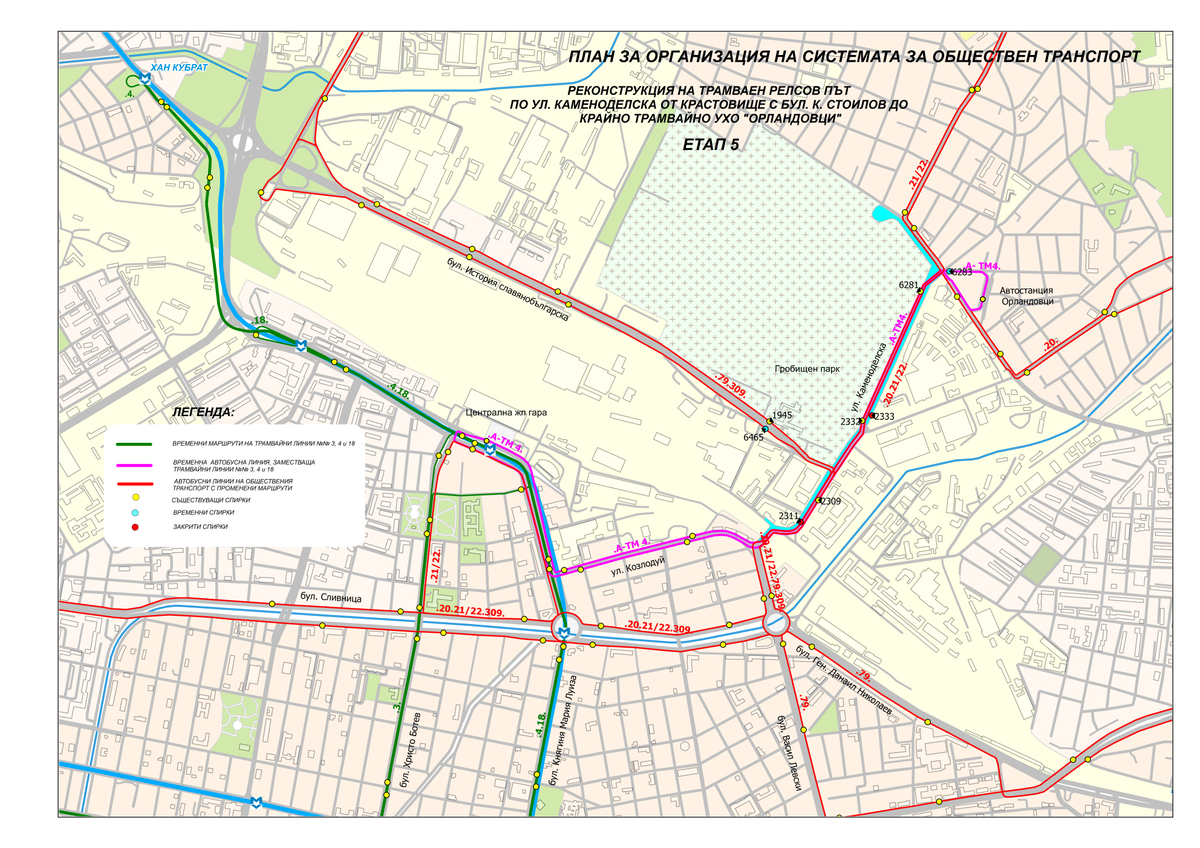 ПЛАН ЗА ОРГАНИЗАЦИЯ НА СИСТЕМАТА ЗА ОБЩЕСТВЕН ТРАНСПОРТ
РЕКОНСТРУКЦИЯ НА ТРАМВАЕН РЕЛСОВ ПЪТ
ПО УЛ. КАМЕНОДЕЛСКА ОТ КРАСТОВИЩЕ С БУЛ. К. СТОИЛОВ ДО
КРАЙНО ТРАМВАЙНО УХО "ОРЛАНДОВЦИ"
ЕТАП 5
ХАН КУБРАТ
.4.
.21/22.
А- ТМ4.
6283
6281
Автостанция
Орландовци
бул. История славянобългарска
.18.
.А-ТМ4.
.20.
.4.18.
.79.309.
Гробищен парк
ул. Каменоделска
.20.21/22.
ЛЕГЕНДА:
ВРЕМЕННИ МАРШРУТИ НА ТРАМВАЙНИ ЛИНИИ №№ 3, 4 и 18
ВРЕМЕННА АВТОБУСНА ЛИНИЯ, ЗАМЕСТВАЩА
ТРАМВАЙНИ ЛИНИИ №№ 3, 4 и 18
АВТОБУСНИ ЛИНИИ НА ОБЩЕСТВЕНИЯ
ТРАНСПОРТ С ПРОМЕНЕНИ МАРШРУТИ
СЪЩЕСТВУВАЩИ СПИРКИ
ВРЕМЕННИ СПИРКИ
ЗАКРИТИ СПИРКИ
Централна жп гара
.А-ТМ 4.
1945
6465
2332
2333
2309
2311
.А-ТМ 4.
ул. Козлодуй
.20.21/22.79.309.
.21/22.
бул. Сливница
.20.21/22.309.
.20.21/22.309
бул. Ген. Данаил Николаев
.79.
.79.
бул. Васил Левски
.3.
бул. Христо Ботев
.4.18.
бул. Княгиня Мария Луиза